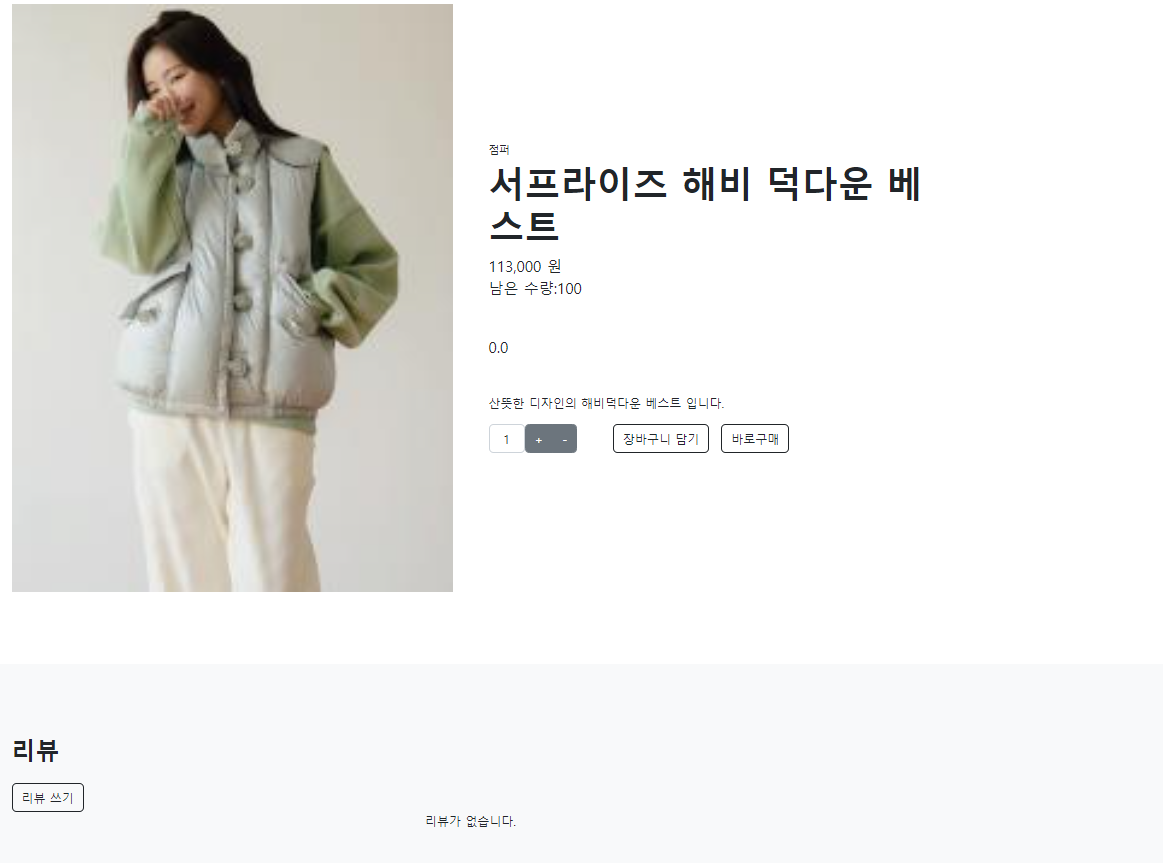 점퍼
서프라이즈 해비 덕다운 베
스트
113,000 원
남은 수량:100
0.0
산뜻한 디자인의 해비덕다운 베스트 입니다.
1 + - 장바구니 담기 바로구매
리뷰
리뷰 쓰기
리뷰가 없습니다.